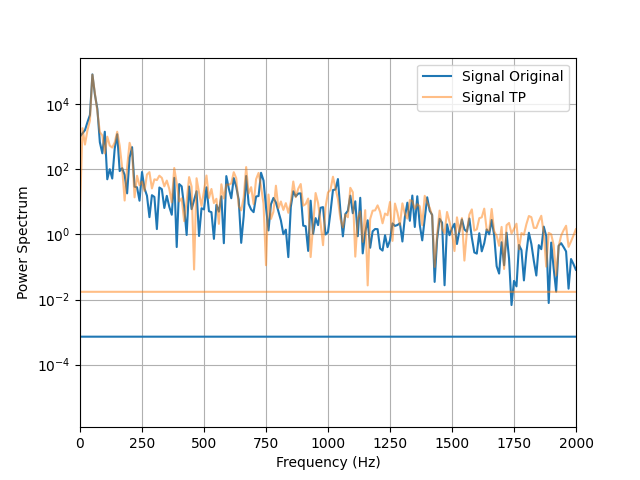 Signal Original
Signal TP
10^4
10^2
10^0
10^-2
10^-4
Power Spectrum
0 250 500 750 1000 1250 1500 1750 2000
Frequency (Hz)